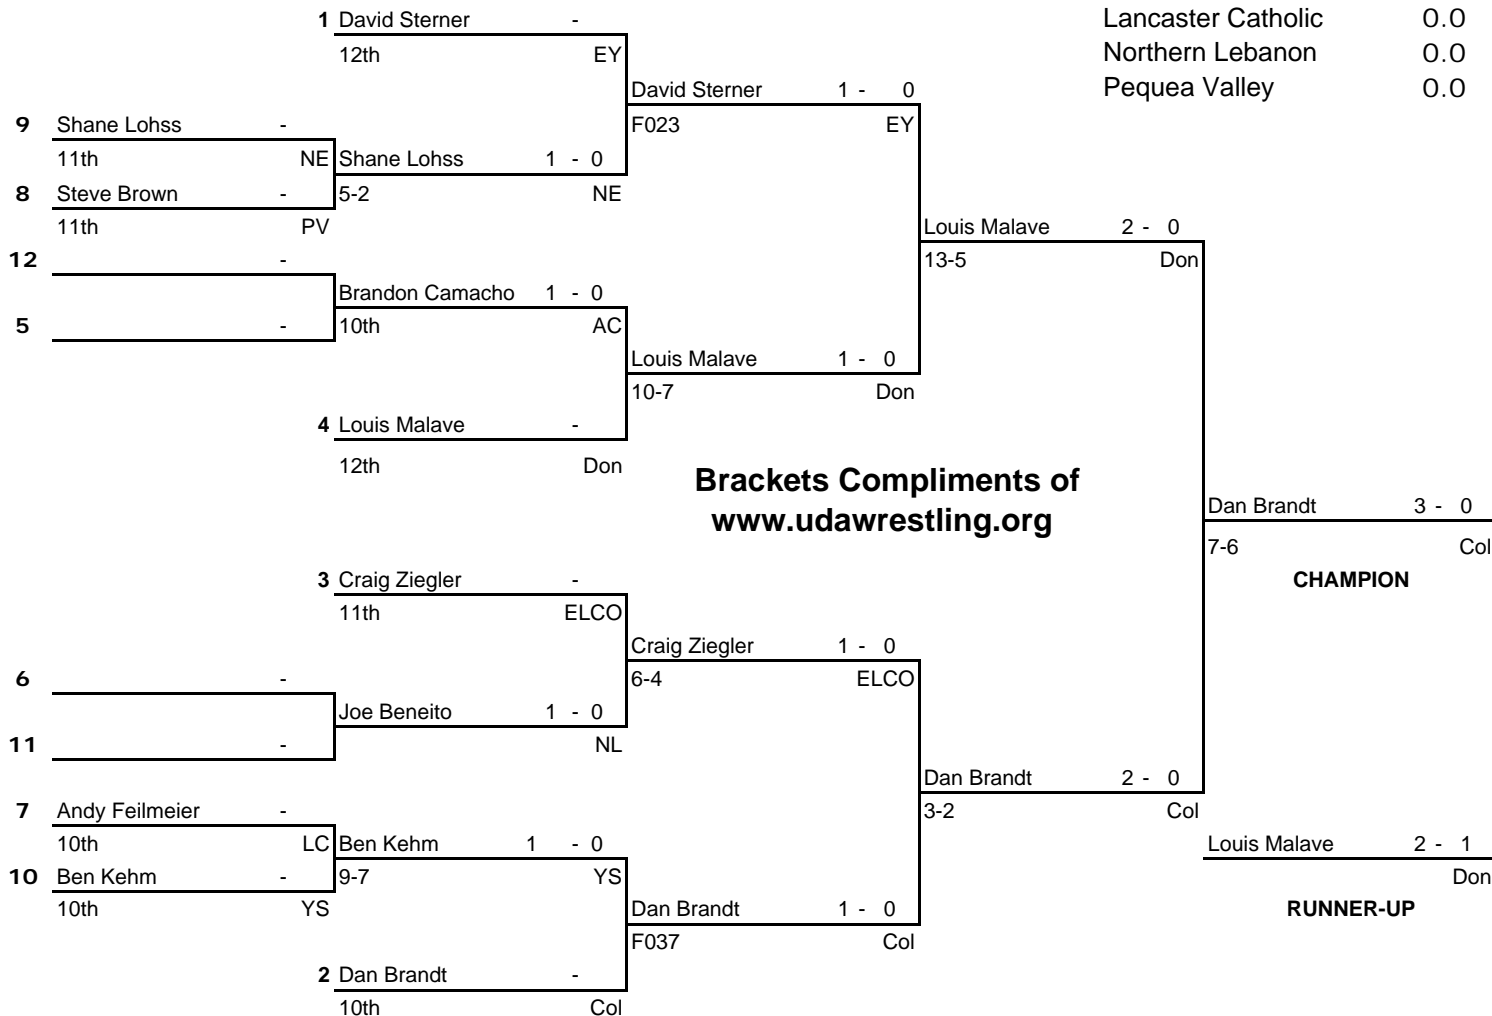 1 David Sterner -
12th EY
Lancaster Catholic 0.0
Northern Lebanon 0.0
Pequea Valley 0.0
David Sterner 1 - 0
F023 EY
9 Shane Lohss -
11th NE
Shane Lohss 1 - 0
8 Steve Brown -
5-2 NE
11th PV
Louis Malave 2 - 0
13-5 Don
12 -
Brandon Camacho 1 - 0
5 -
10th AC
Louis Malave 1 - 0
10-7 Don
4 Louis Malave -
12th Don
Brackets Compliments of
www.udawrestling.org
Dan Brandt 3 - 0
7-6 Col
CHAMPION
3 Craig Ziegler -
11th ELCO
Craig Ziegler 1 - 0
6-4 ELCO
6 -
Joe Beneito 1 - 0
11 -
NL
Dan Brandt 2 - 0
3-2 Col
7 Andy Feilmeier -
10th LC
Ben Kehm 1 - 0
10 Ben Kehm -
9-7 YS
10th YS
Louis Malave 2 - 1
Don
RUNNER-UP
Dan Brandt 1 - 0
F037 Col
2 Dan Brandt -
10th Col